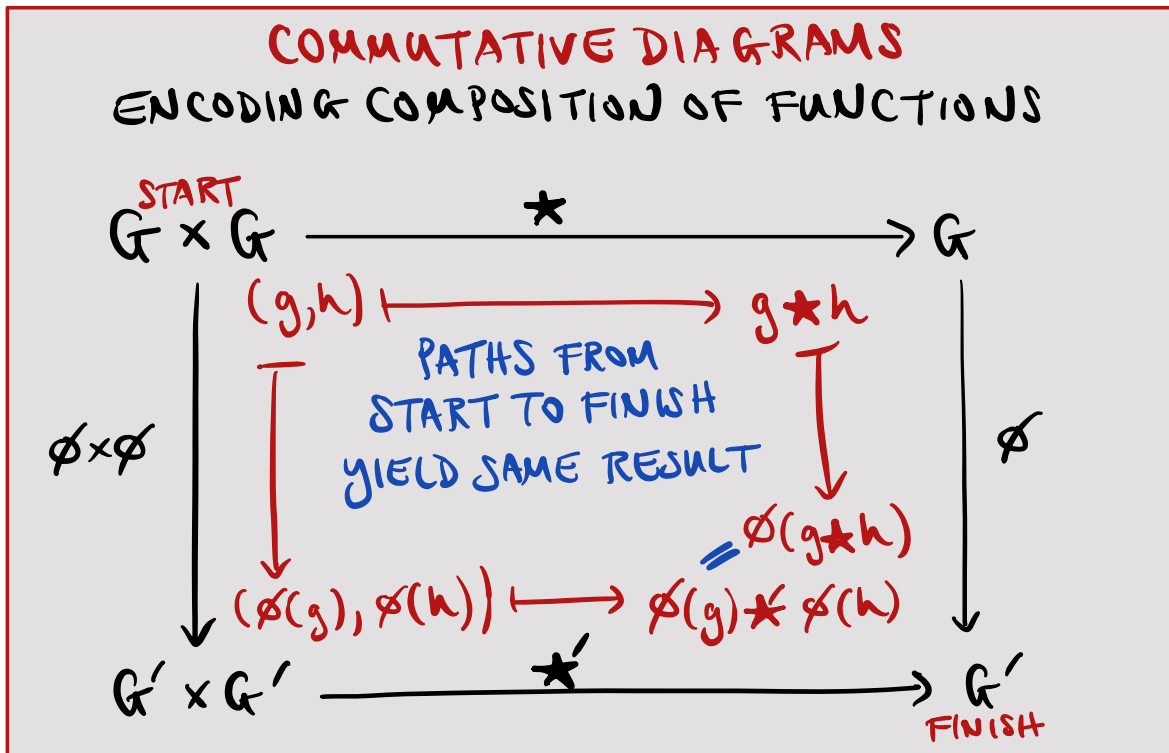 COMMUTATIVE DIAGRAMS
ENCODING COMPOSITION OF FUNCTIONS
START
G × G
★
G
(g,h)
g★h
PATHS FROM
START TO FINISH
YIELD SAME RESULT
ø×ø
ø
ø(g★h)
=
(ø(g), ø(h))
ø(g)★′ø(h)
G′ × G′
★′
G′
FINISH